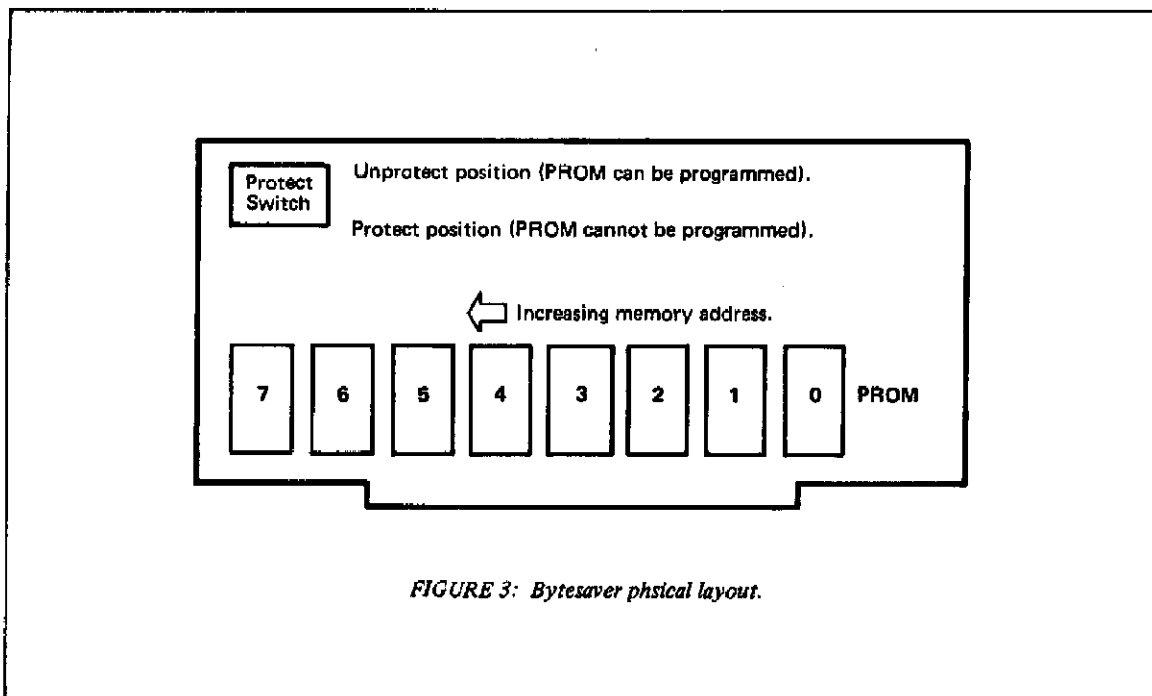 Protect
Switch
Unprotect position (PROM can be programmed).
Protect position (PROM cannot be programmed).
Increasing memory address.
7 6 5 4 3 2 1 0 PROM
FIGURE 3: Bytesaver phsical layout.